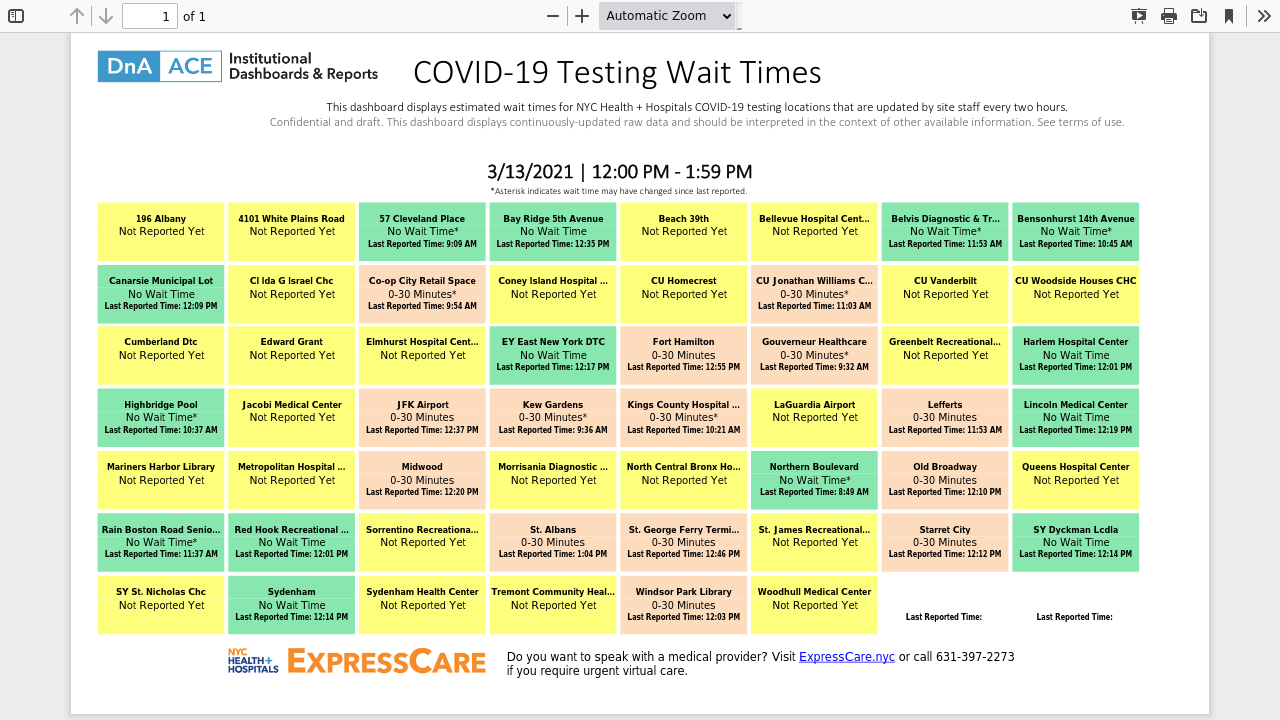 1 of 1 Automatic Zoom
DnA ACE Institutional
Dashboards & Reports
COVID-19 Testing Wait Times
This dashboard displays estimated wait times for NYC Health + Hospitals COVID-19 testing locations that are updated by site staff every two hours.
Confidential and draft. This dashboard displays continuously-updated raw data and should be interpreted in the context of other available information. See terms of use.
3/13/2021 | 12:00 PM - 1:59 PM
*Asterisk indicates wait time may have changed since last reported.
196 Albany
Not Reported Yet
4101 White Plains Road
Not Reported Yet
57 Cleveland Place
No Wait Time*
Last Reported Time: 9:09 AM
Bay Ridge 5th Avenue
No Wait Time
Last Reported Time: 12:35 PM
Beach 39th
Not Reported Yet
Bellevue Hospital Cent...
Not Reported Yet
Belvis Diagnostic & Tr...
No Wait Time*
Last Reported Time: 11:53 AM
Bensonhurst 14th Avenue
No Wait Time*
Last Reported Time: 10:45 AM
Canarsie Municipal Lot
No Wait Time
Last Reported Time: 12:09 PM
CI Ida G Israel Chc
Not Reported Yet
Co-op City Retail Space
0-30 Minutes*
Last Reported Time: 9:54 AM
Coney Island Hospital ...
Not Reported Yet
CU Homecrest
Not Reported Yet
CU Jonathan Williams C...
0-30 Minutes*
Last Reported Time: 11:03 AM
CU Vanderbilt
Not Reported Yet
CU Woodside Houses CHC
Not Reported Yet
Cumberland Dtc
Not Reported Yet
Edward Grant
Not Reported Yet
Elmhurst Hospital Cent...
Not Reported Yet
EY East New York DTC
No Wait Time
Last Reported Time: 12:17 PM
Fort Hamilton
0-30 Minutes
Last Reported Time: 12:55 PM
Gouverneur Healthcare
0-30 Minutes*
Last Reported Time: 9:32 AM
Greenbelt Recreational...
Not Reported Yet
Harlem Hospital Center
No Wait Time
Last Reported Time: 12:01 PM
Highbridge Pool
No Wait Time*
Last Reported Time: 10:37 AM
Jacobi Medical Center
Not Reported Yet
JFK Airport
0-30 Minutes
Last Reported Time: 12:37 PM
Kew Gardens
0-30 Minutes*
Last Reported Time: 9:36 AM
Kings County Hospital ...
0-30 Minutes*
Last Reported Time: 10:21 AM
LaGuardia Airport
Not Reported Yet
Lefferts
0-30 Minutes
Last Reported Time: 11:53 AM
Lincoln Medical Center
No Wait Time
Last Reported Time: 12:19 PM
Mariners Harbor Library
Not Reported Yet
Metropolitan Hospital ...
Not Reported Yet
Midwood
0-30 Minutes
Last Reported Time: 12:20 PM
Morrisania Diagnostic ...
Not Reported Yet
North Central Bronx Ho...
Not Reported Yet
Northern Boulevard
No Wait Time*
Last Reported Time: 8:49 AM
Old Broadway
0-30 Minutes
Last Reported Time: 12:10 PM
Queens Hospital Center
Not Reported Yet
Rain Boston Road Senio...
No Wait Time*
Last Reported Time: 11:37 AM
Red Hook Recreational ...
No Wait Time
Last Reported Time: 12:01 PM
Sorrentino Recreationa...
Not Reported Yet
St. Albans
0-30 Minutes
Last Reported Time: 1:04 PM
St. George Ferry Termi...
0-30 Minutes
Last Reported Time: 12:46 PM
St. James Recreational...
Not Reported Yet
Starret City
0-30 Minutes
Last Reported Time: 12:12 PM
SY Dyckman Lcdla
No Wait Time
Last Reported Time: 12:14 PM
SY St. Nicholas Chc
Not Reported Yet
Sydenham
No Wait Time
Last Reported Time: 12:14 PM
Sydenham Health Center
Not Reported Yet
Tremont Community Heal...
Not Reported Yet
Windsor Park Library
0-30 Minutes
Last Reported Time: 12:03 PM
Woodhull Medical Center
Not Reported Yet
Last Reported Time:
Last Reported Time:
NYC
HEALTH+
HOSPITALS
EXPRESSCARE
Do you want to speak with a medical provider? Visit ExpressCare.nyc or call 631-397-2273
if you require urgent virtual care.